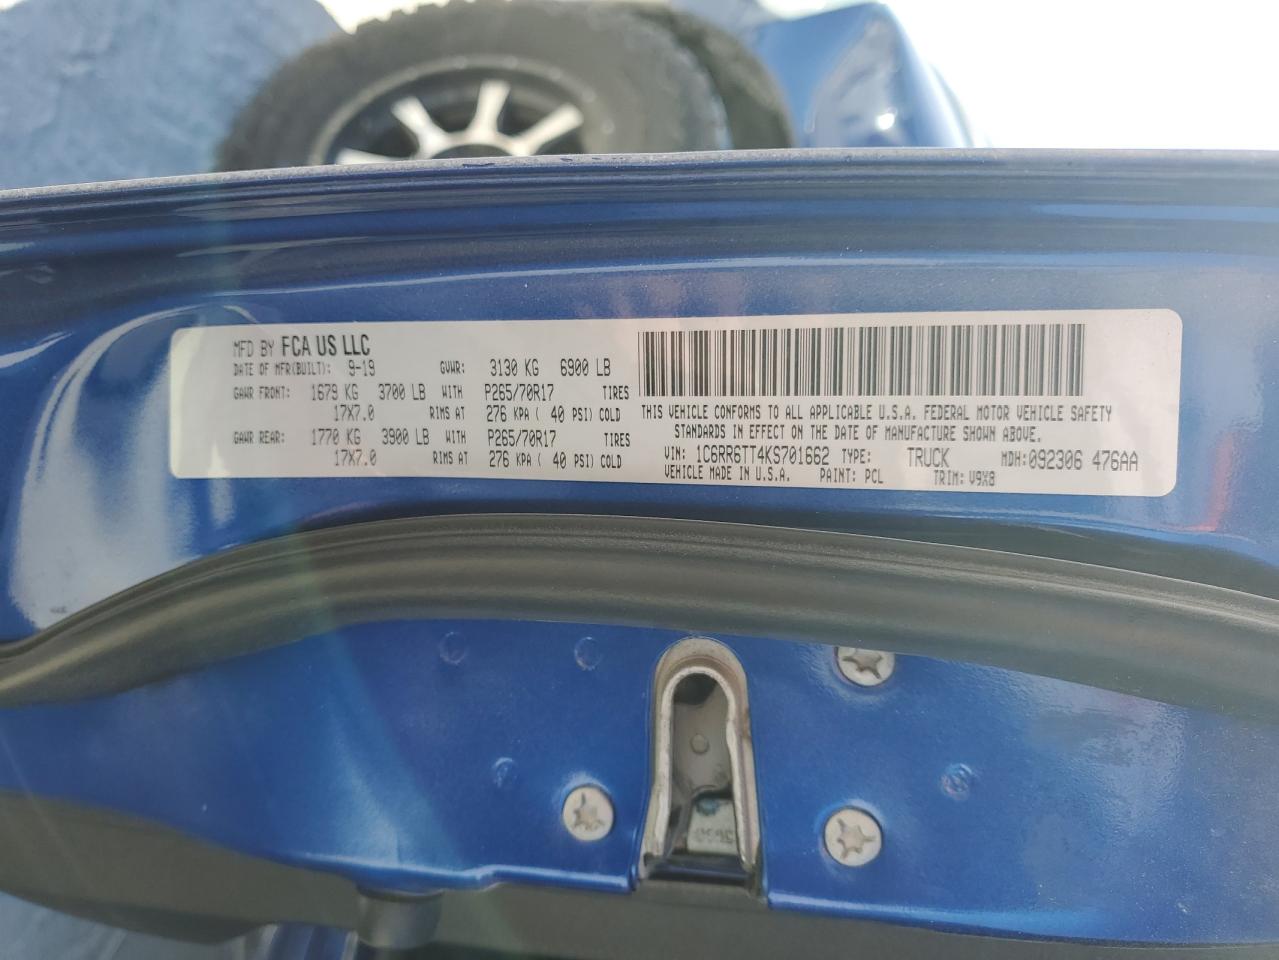 MFD BY FCA US LLC
DATE OF MFR(BUILT): 9-19 GVWR: 3130 KG 6900 LB
GAWR FRONT: 1679 KG 3700 LB WITH P265/70R17 TIRES
17X7.0 RIMS AT 276 KPA ( 40 PSI) COLD
GAWR REAR: 1770 KG 3900 LB WITH P265/70R17 TIRES
17X7.0 RIMS AT 276 KPA ( 40 PSI) COLD
THIS VEHICLE CONFORMS TO ALL APPLICABLE U.S.A. FEDERAL MOTOR VEHICLE SAFETY
STANDARDS IN EFFECT ON THE DATE OF MANUFACTURE SHOWN ABOVE.
VIN: 1C6RR6TT4KS701662 TYPE: TRUCK MDH:092306 476AA
VEHICLE MADE IN U.S.A. PAINT: PCL TRIM: V9X8